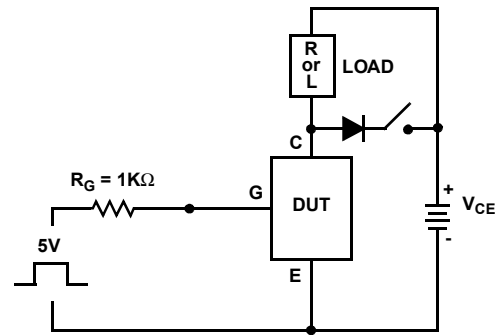 R
or
L
LOAD
C
R_G = 1KΩ
G
DUT
5V
E
+
V_CE
-